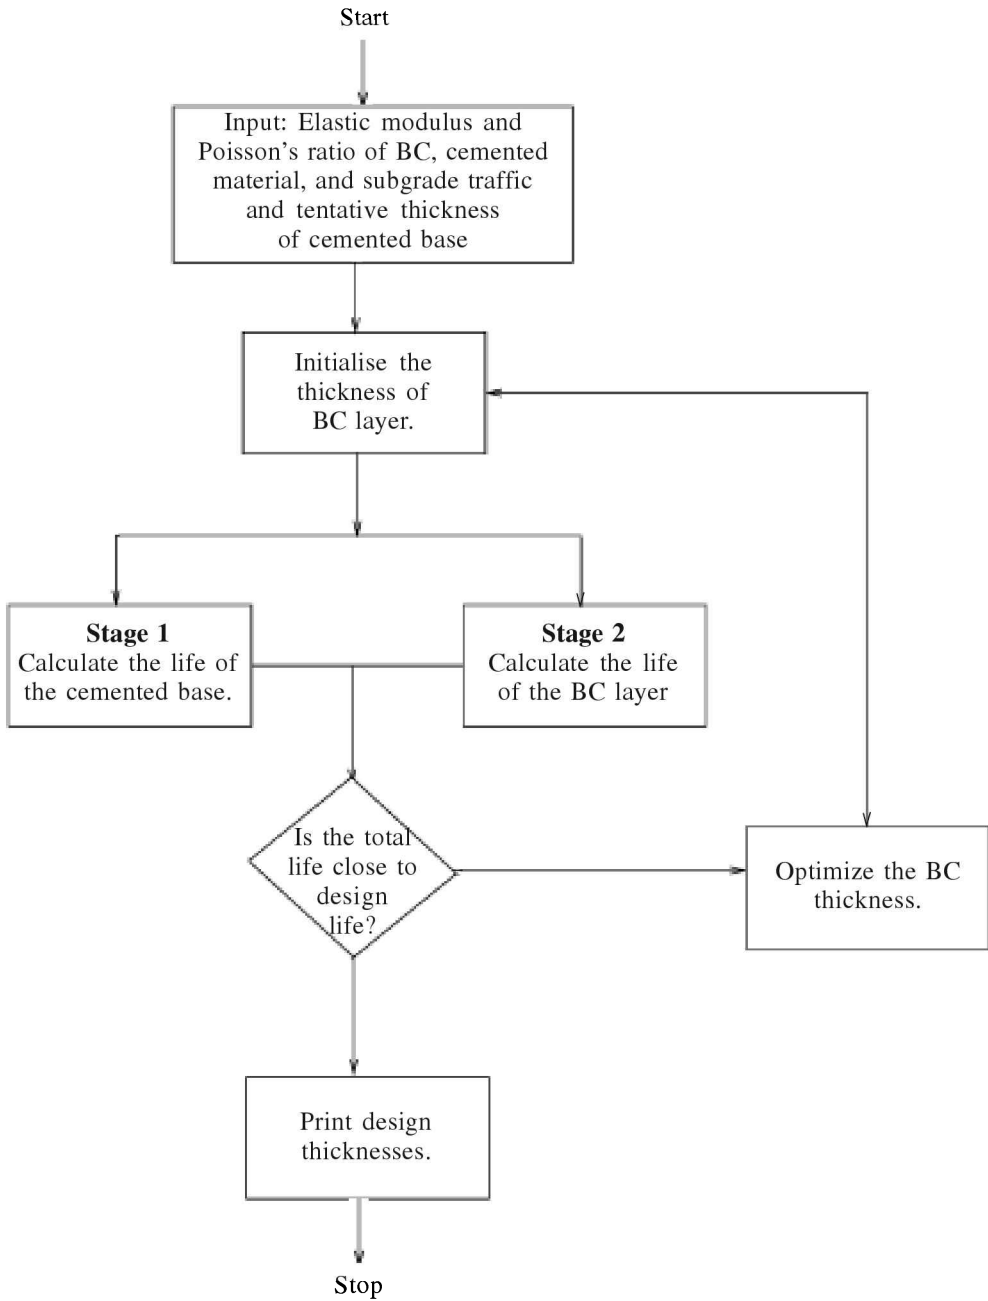 Start
Input: Elastic modulus and
Poisson's ratio of BC, cemented
material, and subgrade traffic
and tentative thickness
of cemented base
Initialise the
thickness of
BC layer.
Stage 1
Calculate the life of
the cemented base.
Stage 2
Calculate the life
of the BC layer
Is the total
life close to
design
life?
Optimize the BC
thickness.
Print design
thicknesses.
Stop